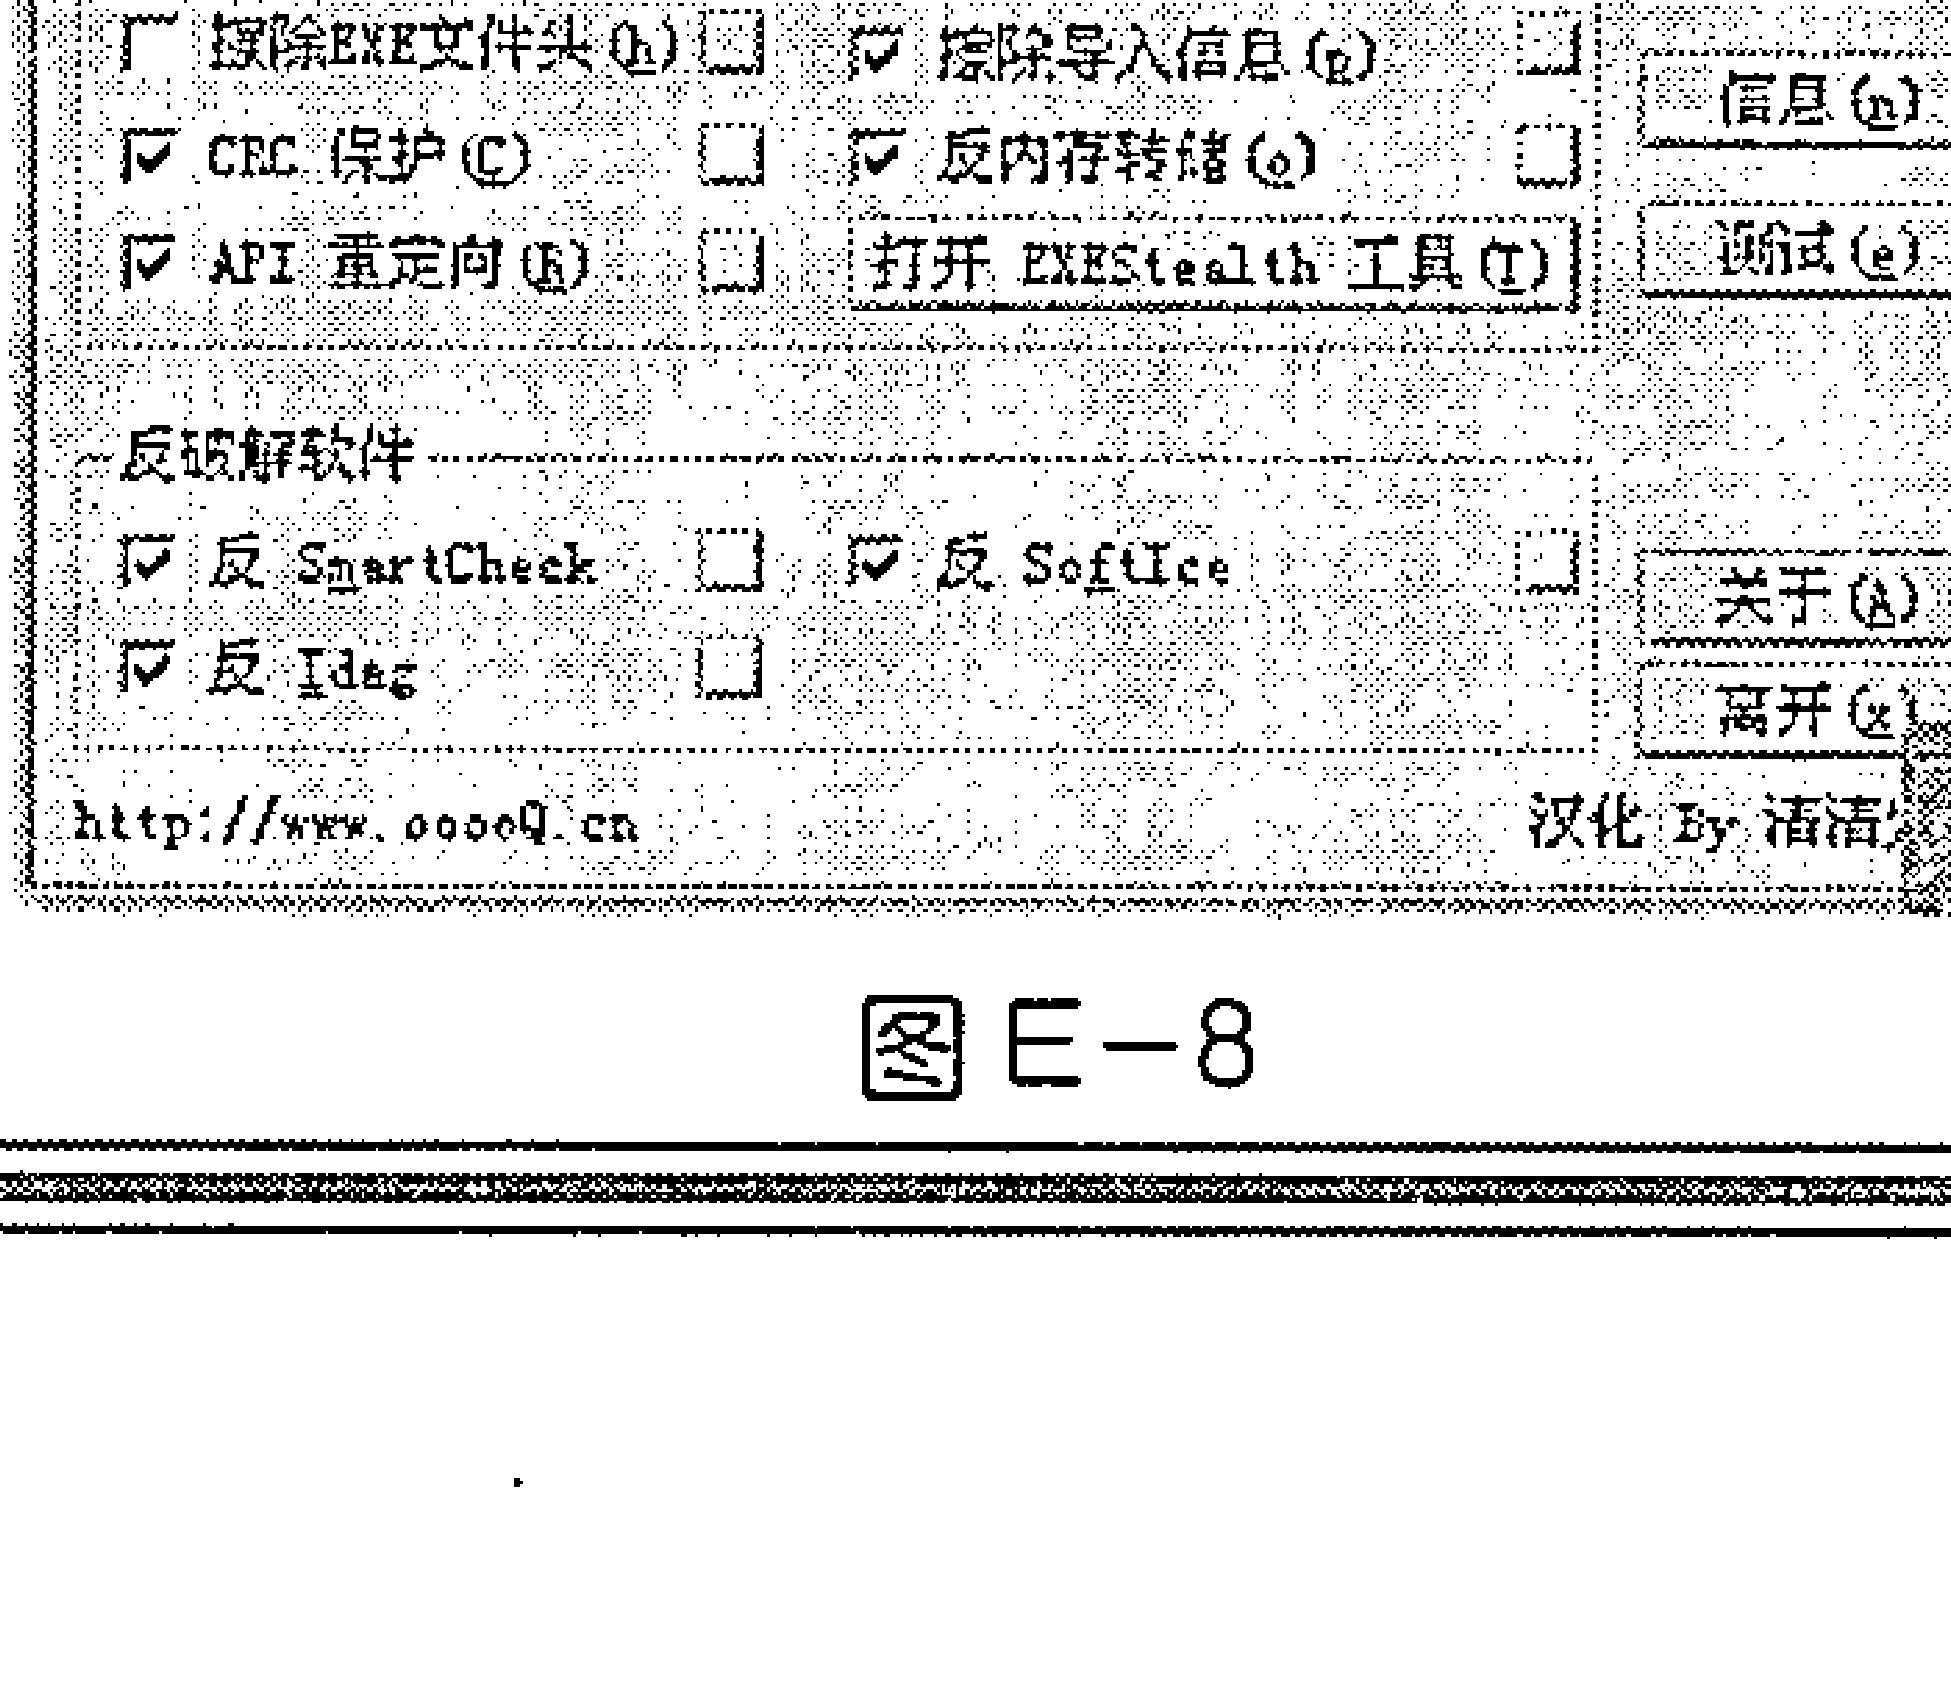 擦除EXE文件头(h) 擦除导入信息(p)
信息(n)
CRC 保护(C) 反内存转储(o)
测试(e)
API 重定向(R) 打开 EXEStealth 工具(T)
反破解软件
反 SmartCheck 反 SoftIce
关于(A)
反 Idag
离开(x)
http://www. 汉化 By
图 E-8